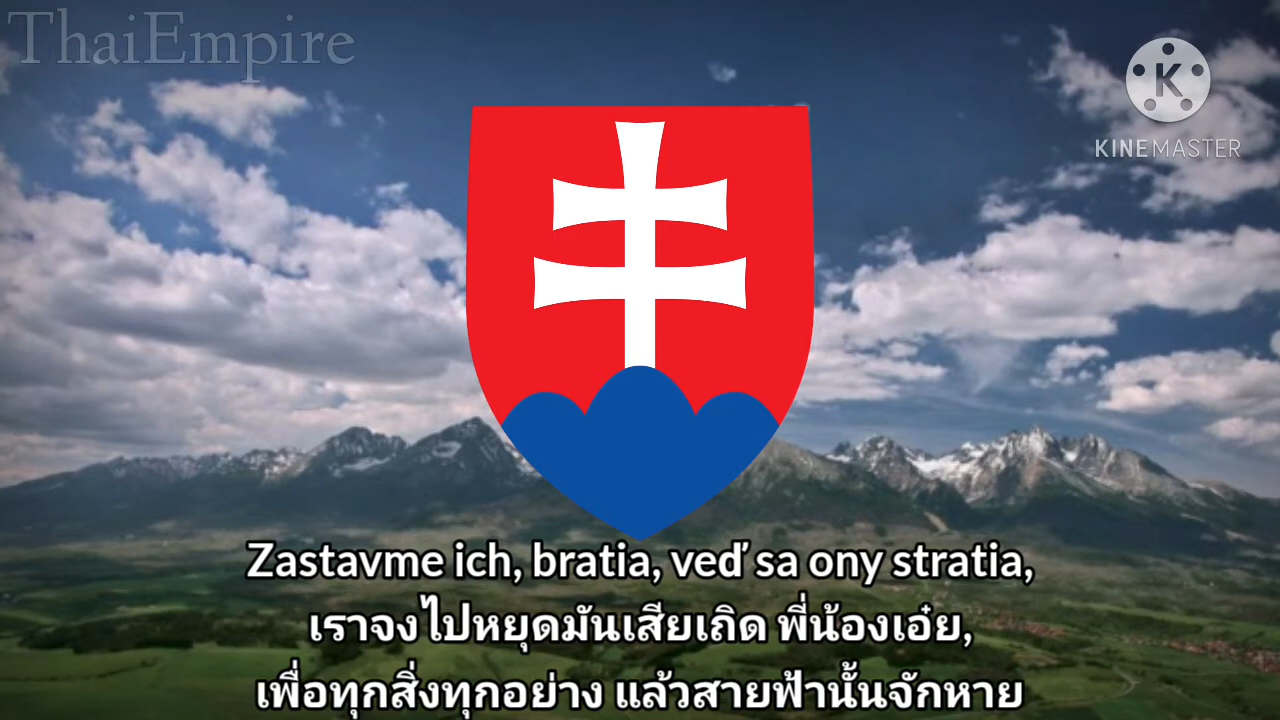 ThaiEmpire
K
KINEMASTER
Zastavme ich, bratia, veď sa ony stratia,
เราจงไปหยุดมันเสียเถิด พี่น้องเอ๋ย,
เพื่อทุกสิ่งทุกอย่าง แล้วสายฟ้านั้นจักหาย